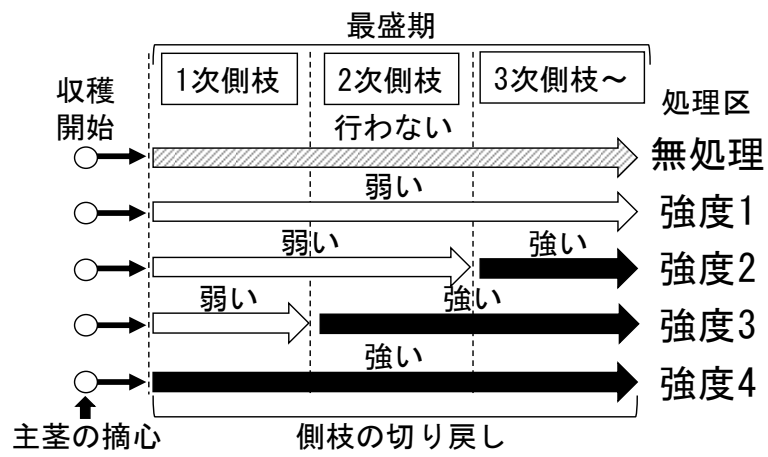 最盛期
1次側枝 2次側枝 3次側枝～
収穫
開始
処理区
行わない
無処理
弱い
強度1
弱い 強い
強度2
弱い 強い
強度3
強い
強度4
主茎の摘心 側枝の切り戻し